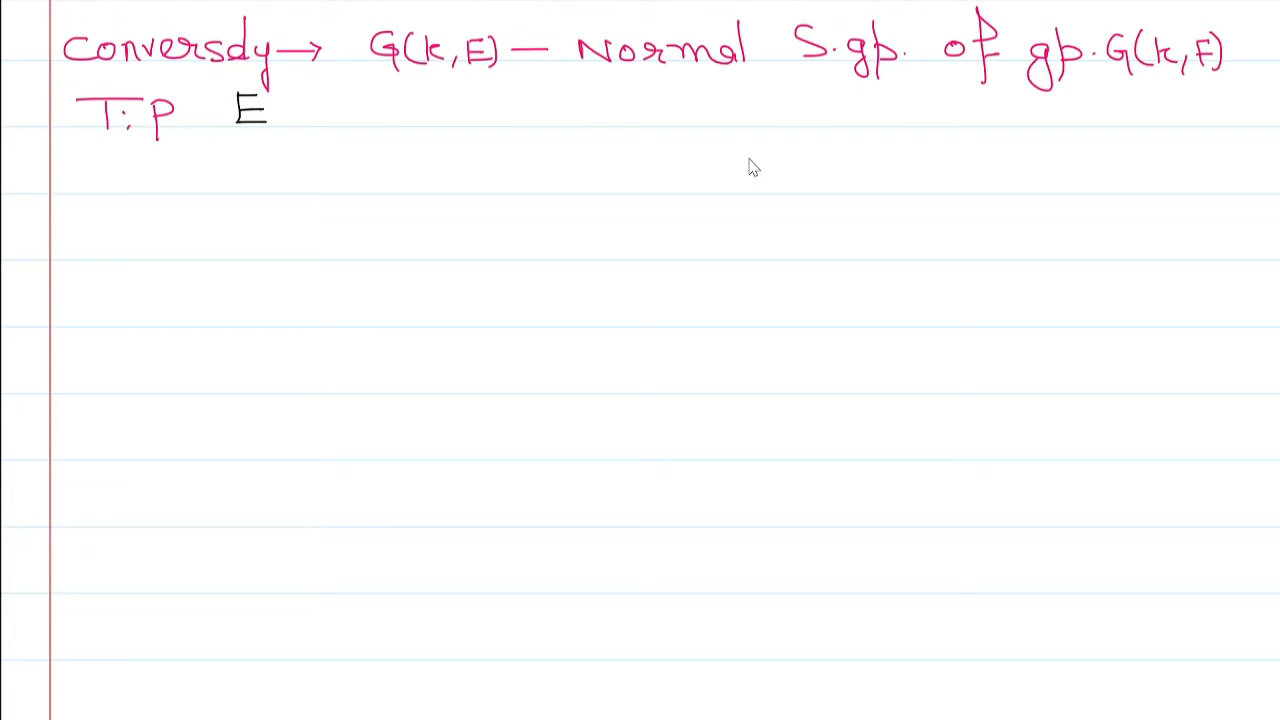 Conversely → G(K, E) — Normal S.gp. of gp. G(K, F)
T:P E